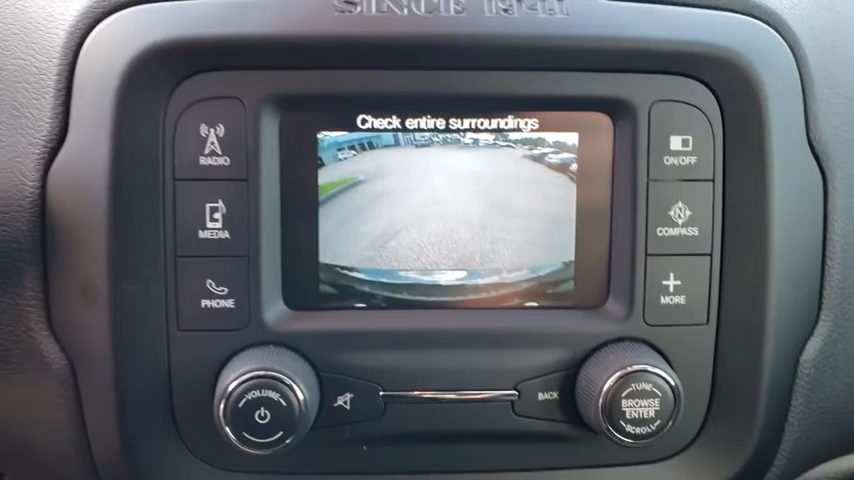 SINCE 1941
Check entire surroundings
RADIO
MEDIA
PHONE
ON/OFF
N
COMPASS
MORE
VOLUME
BACK
TUNE
BROWSE
ENTER
SCROLL